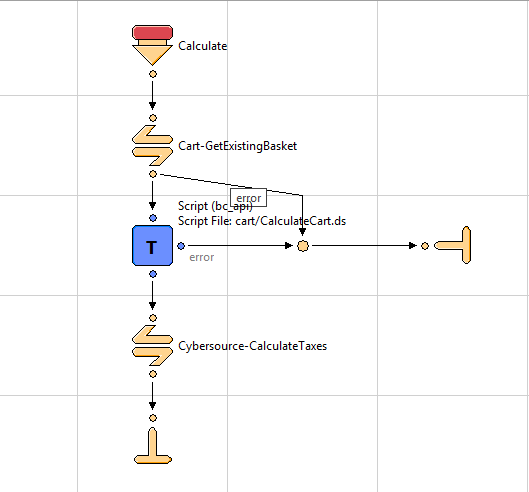 Calculate
Cart-GetExistingBasket
error
Script (bc_api)
Script File: cart/CalculateCart.ds
T
error
Cybersource-CalculateTaxes